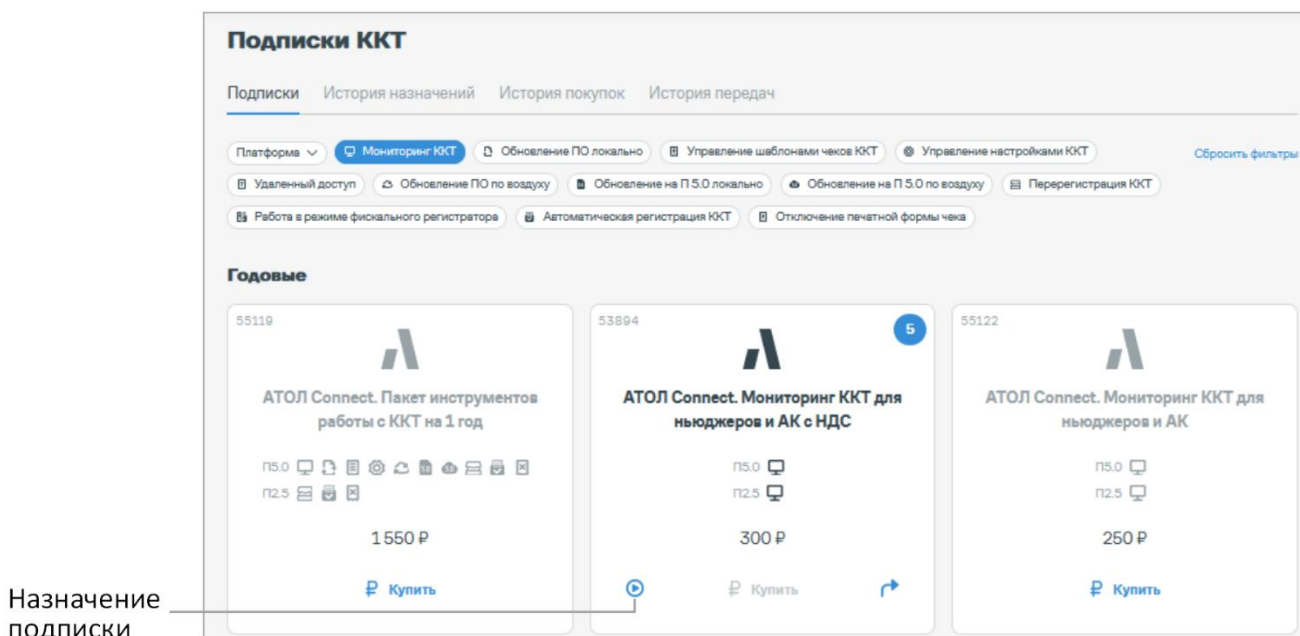 Подписки ККТ
Подписки История назначений История покупок История передач
Платформа Мониторинг ККТ Обновление ПО локально Управление шаблонами чеков ККТ Управление настройками ККТ Сбросить фильтры
Удаленный доступ Обновление ПО по воздуху Обновление на П 5.0 локально Обновление на П 5.0 по воздуху Перерегистрация ККТ
Работа в режиме фискального регистратора Автоматическая регистрация ККТ Отключение печатной формы чека
Годовые
55119
АТОЛ Connect. Пакет инструментов
работы с ККТ на 1 год
П5.0
П2.5
1 550 ₽
₽ Купить
53894
5
АТОЛ Connect. Мониторинг ККТ для
ньюджеров и АК с НДС
П5.0
П2.5
300 ₽
₽ Купить
55122
АТОЛ Connect. Мониторинг ККТ для
ньюджеров и АК
П5.0
П2.5
250 ₽
₽ Купить
Назначение
подписки